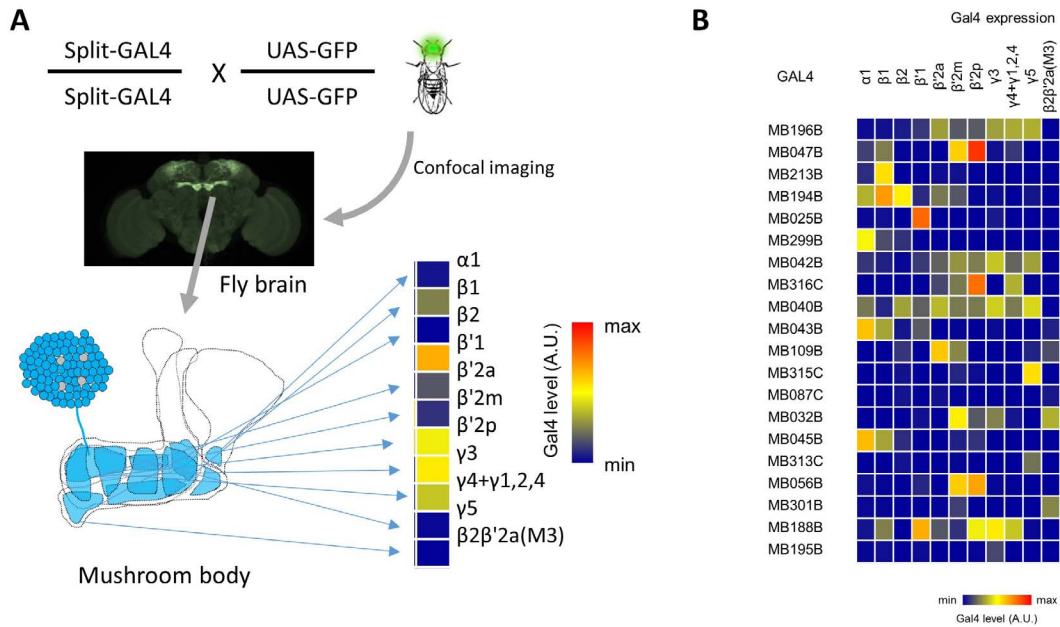 A
Split-GAL4
Split-GAL4
X
UAS-GFP
UAS-GFP
Confocal imaging
Fly brain
Mushroom body
α1
β1
β2
β'1
β'2a
β'2m
β'2p
γ3
γ4+γ1,2,4
γ5
β2β'2a(M3)
Gal4 level (A.U.)
max
min
B
Gal4 expression
GAL4
α1
β1
β2
β'1
β'2a
β'2m
β'2p
γ3
γ4+γ1,2,4
γ5
β2β'2a(M3)
MB196B
MB047B
MB213B
MB194B
MB025B
MB299B
MB042B
MB316C
MB040B
MB043B
MB109B
MB315C
MB087C
MB032B
MB045B
MB313C
MB056B
MB301B
MB188B
MB195B
min max
Gal4 level (A.U.)